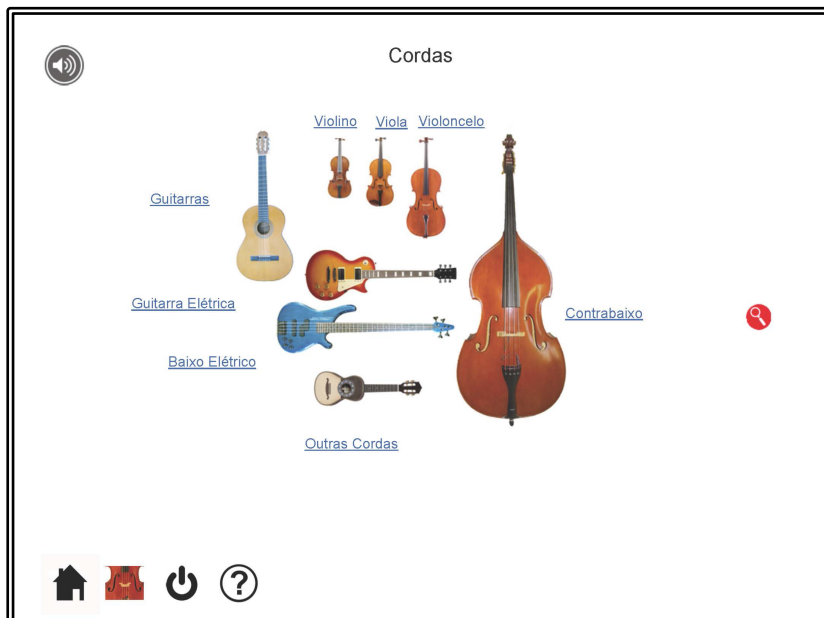 Cordas
Violino
Viola
Violoncelo
Guitarras
Guitarra Elétrica
Contrabaixo
Baixo Elétrico
Outras Cordas
?